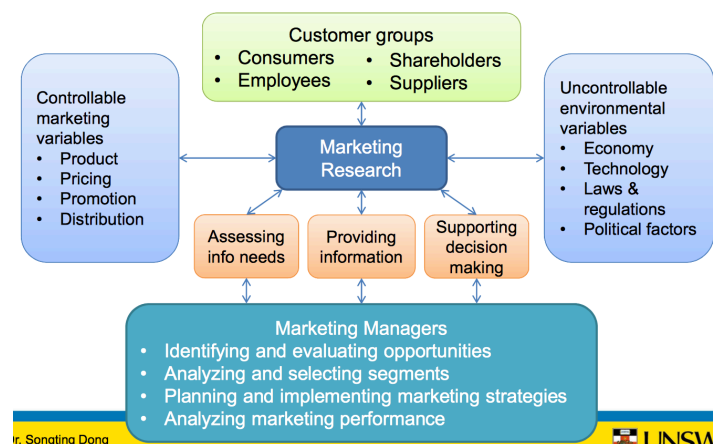 Customer groups
• Consumers
• Employees
• Shareholders
• Suppliers
Controllable
marketing
variables
• Product
• Pricing
• Promotion
• Distribution
Marketing
Research
Uncontrollable
environmental
variables
• Economy
• Technology
• Laws &
regulations
• Political factors
Assessing
info needs
Providing
information
Supporting
decision
making
Marketing Managers
• Identifying and evaluating opportunities
• Analyzing and selecting segments
• Planning and implementing marketing strategies
• Analyzing marketing performance
Songting Dong
UNSW